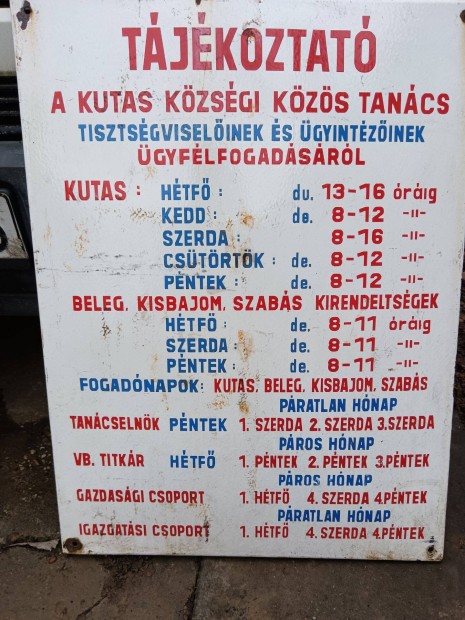 TÁJÉKOZTATÓ
A KUTAS KÖZSÉGI KÖZÖS TANÁCS
TISZTSÉGVISELŐINEK ÉS ÜGYINTÉZŐINEK
ÜGYFÉLFOGADÁSÁRÓL
KUTAS: HÉTFŐ: du. 13-16 óráig
KEDD: de. 8-12 -॥-
SZERDA: 8-16 -॥-
CSÜTÖRTÖK: de. 8-12 -॥-
PÉNTEK: de. 8-12 -॥-
BELEG, KISBAJOM, SZABÁS KIRENDELTSÉGEK
HÉTFŐ: de. 8-11 óráig
SZERDA: de. 8-11 -॥-
PÉNTEK: de. 8-11 -॥-
FOGADÓNAPOK: KUTAS, BELEG, KISBAJOM, SZABÁS
PÁRATLAN HÓNAP
TANÁCSELNÖK PÉNTEK 1. SZERDA 2. SZERDA 3. SZERDA
PÁROS HÓNAP
VB. TITKÁR HÉTFŐ 1. PÉNTEK 2. PÉNTEK 3. PÉNTEK
PÁROS HÓNAP
GAZDASÁGI CSOPORT 1. HÉTFŐ 4. SZERDA 4. PÉNTEK
PÁRATLAN HÓNAP
IGAZGATÁSI CSOPORT 1. HÉTFŐ 4. SZERDA 4. PÉNTEK